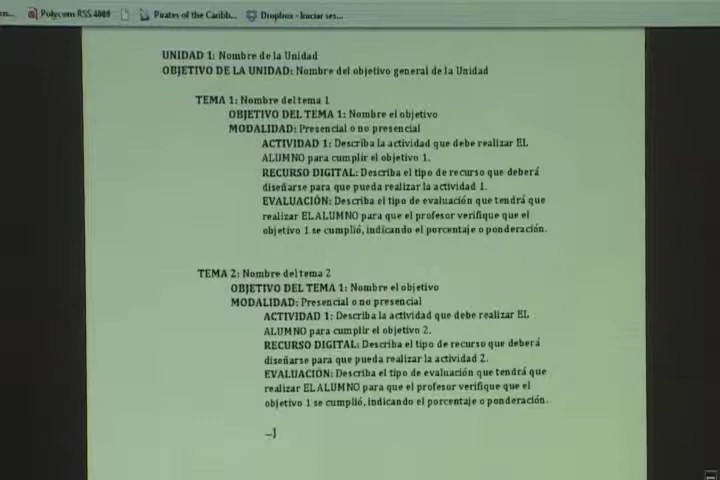 Polycom RSS 4000
Pirates of the Caribb...
Dropbox - Iniciar ses...
UNIDAD 1: Nombre de la Unidad
OBJETIVO DE LA UNIDAD: Nombre del objetivo general de la Unidad
TEMA 1: Nombre del tema 1
OBJETIVO DEL TEMA 1: Nombre el objetivo
MODALIDAD: Presencial o no presencial
ACTIVIDAD 1: Describa la actividad que debe realizar EL
ALUMNO para cumplir el objetivo 1.
RECURSO DIGITAL: Describa el tipo de recurso que deberá
diseñarse para que pueda realizar la actividad 1.
EVALUACIÓN: Describa el tipo de evaluación que tendrá que
realizar EL ALUMNO para que el profesor verifique que el
objetivo 1 se cumplió, indicando el porcentaje o ponderación.
TEMA 2: Nombre del tema 2
OBJETIVO DEL TEMA 1: Nombre el objetivo
MODALIDAD: Presencial o no presencial
ACTIVIDAD 1: Describa la actividad que debe realizar EL
ALUMNO para cumplir el objetivo 2.
RECURSO DIGITAL: Describa el tipo de recurso que deberá
diseñarse para que pueda realizar la actividad 2.
EVALUACIÓN: Describa el tipo de evaluación que tendrá que
realizar EL ALUMNO para que el profesor verifique que el
objetivo 1 se cumplió, indicando el porcentaje o ponderación.